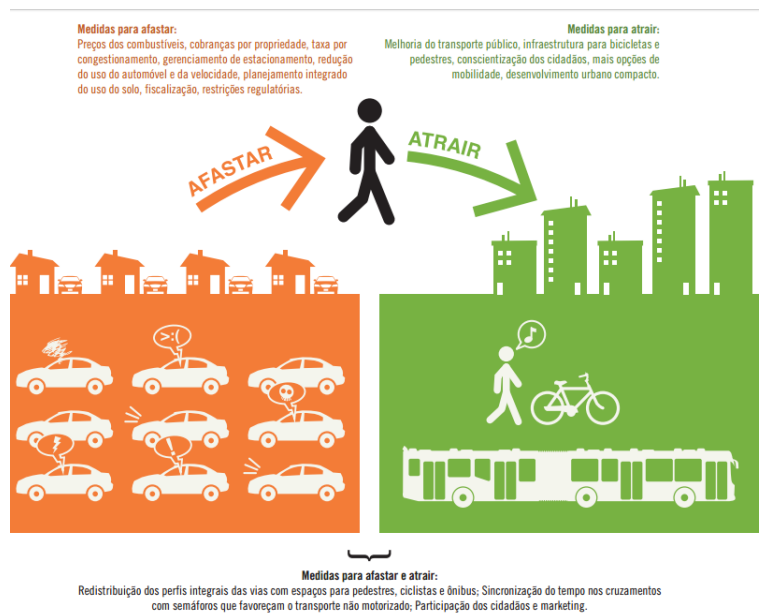 Medidas para afastar:
Preços dos combustíveis, cobranças por propriedade, taxa por
congestionamento, gerenciamento de estacionamento, redução
do uso do automóvel e da velocidade, planejamento integrado
do uso do solo, fiscalização, restrições regulatórias.
Medidas para atrair:
Melhoria do transporte público, infraestrutura para bicicletas e
pedestres, conscientização dos cidadãos, mais opções de
mobilidade, desenvolvimento urbano compacto.
AFASTAR
ATRAIR
>:(
!
Medidas para afastar e atrair:
Redistribuição dos perfis integrais das vias com espaços para pedestres, ciclistas e ônibus; Sincronização do tempo nos cruzamentos
com semáforos que favoreçam o transporte não motorizado; Participação dos cidadãos e marketing.